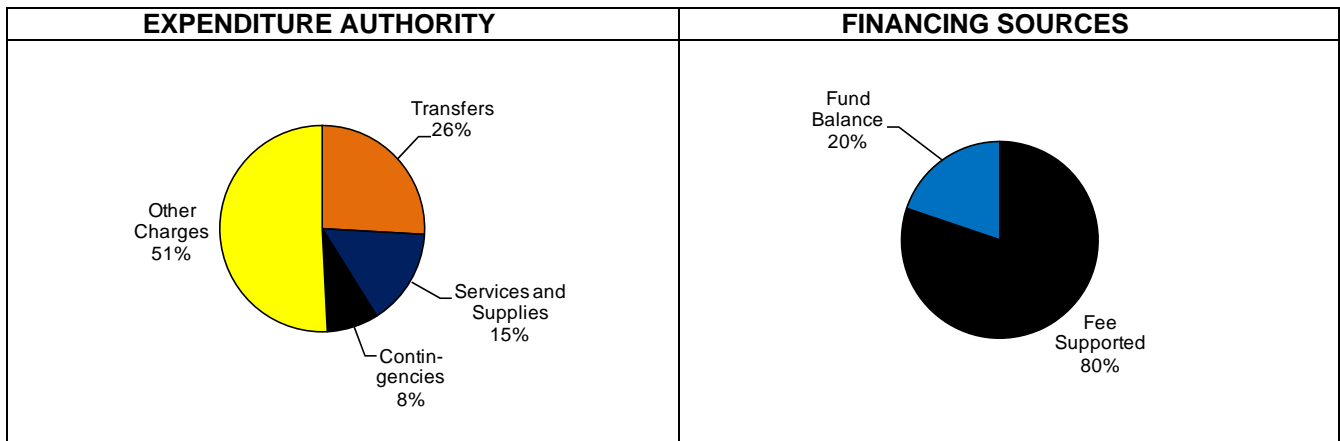 EXPENDITURE AUTHORITY
Transfers
26%
Other
Charges
51%
Services and
Supplies
15%
Contin-
gencies
8%
FINANCING SOURCES
Fund
Balance
20%
Fee
Supported
80%